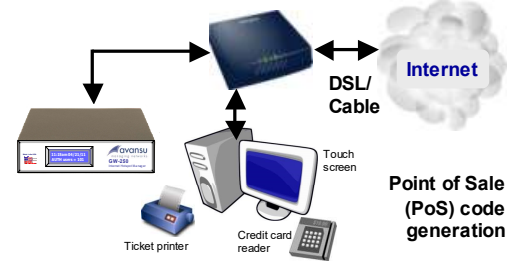 DSL/
Cable
Internet
avansu
GW-250
Touch
screen
Point of Sale
(PoS) code
generation
Ticket printer
Credit card
reader